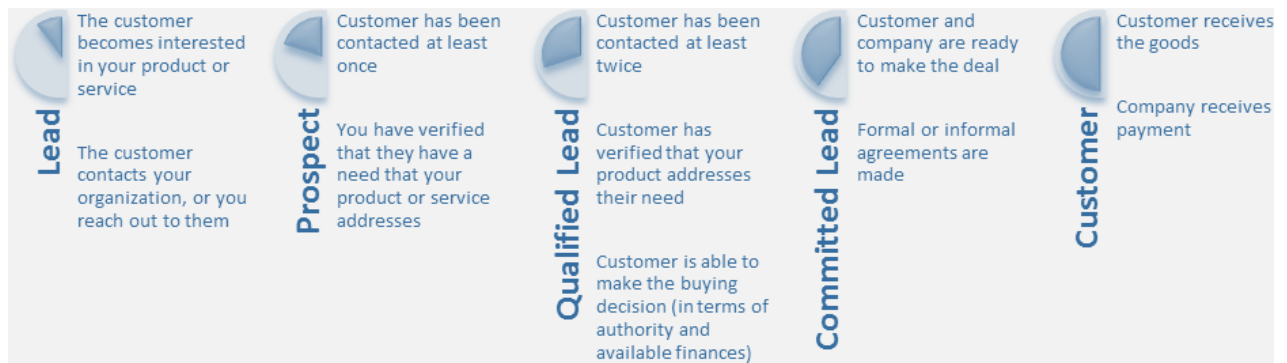 Lead
The customer
becomes interested
in your product or
service
The customer
contacts your
organization, or you
reach out to them
Prospect
Customer has been
contacted at least
once
You have verified
that they have a
need that your
product or service
addresses
Qualified Lead
Customer has been
contacted at least
twice
Customer has
verified that your
product addresses
their need
Customer is able to
make the buying
decision (in terms of
authority and
available finances)
Committed Lead
Customer and
company are ready
to make the deal
Formal or informal
agreements are
made
Customer
Customer receives
the goods
Company receives
payment